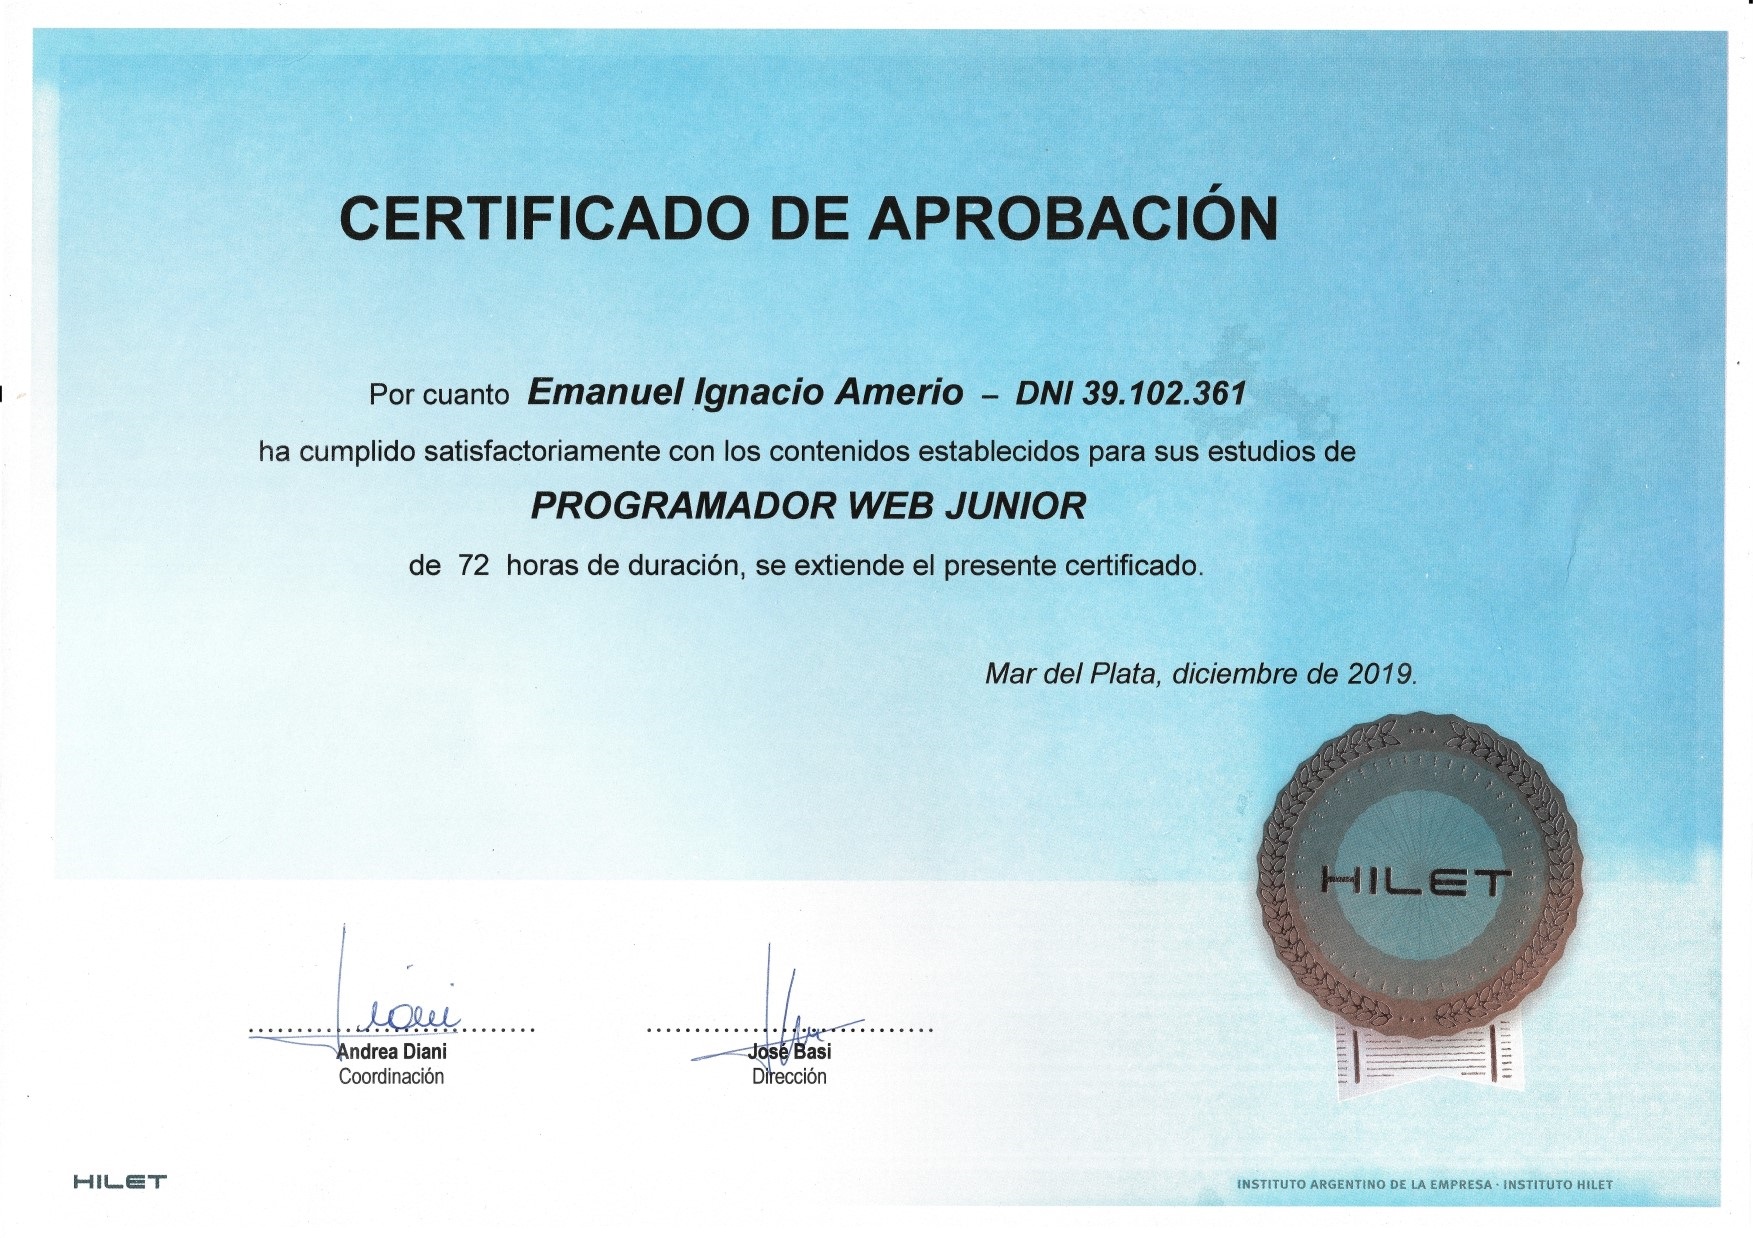 CERTIFICADO DE APROBACIÓN
Por cuanto Emanuel Ignacio Amerio – DNI 39.102.361
ha cumplido satisfactoriamente con los contenidos establecidos para sus estudios de
PROGRAMADOR WEB JUNIOR
de 72 horas de duración, se extiende el presente certificado.
Mar del Plata, diciembre de 2019.
HILET
Andrea Diani
Coordinación
José Basi
Dirección
HILET
INSTITUTO ARGENTINO DE LA EMPRESA · INSTITUTO HILET